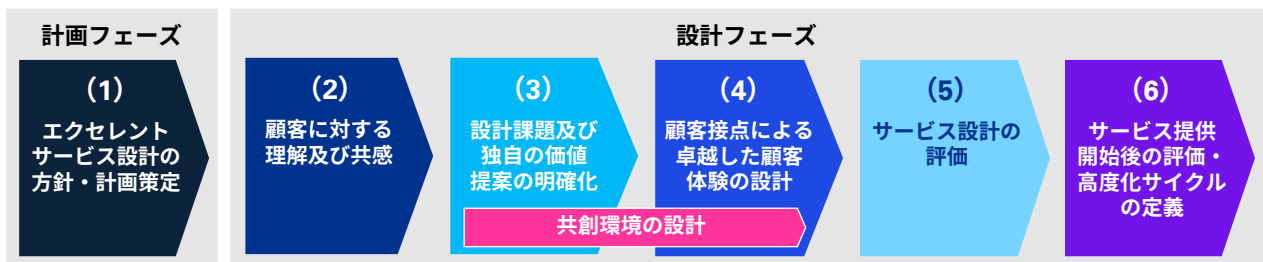 計画フェーズ
設計フェーズ
(1)
エクセレント
サービス設計の
方針・計画策定
(2)
顧客に対する
理解及び共感
(3)
設計課題及び
独自の価値
提案の明確化
(4)
顧客接点による
卓越した顧客
体験の設計
共創環境の設計
(5)
サービス設計の
評価
(6)
サービス提供
開始後の評価・
高度化サイクル
の定義